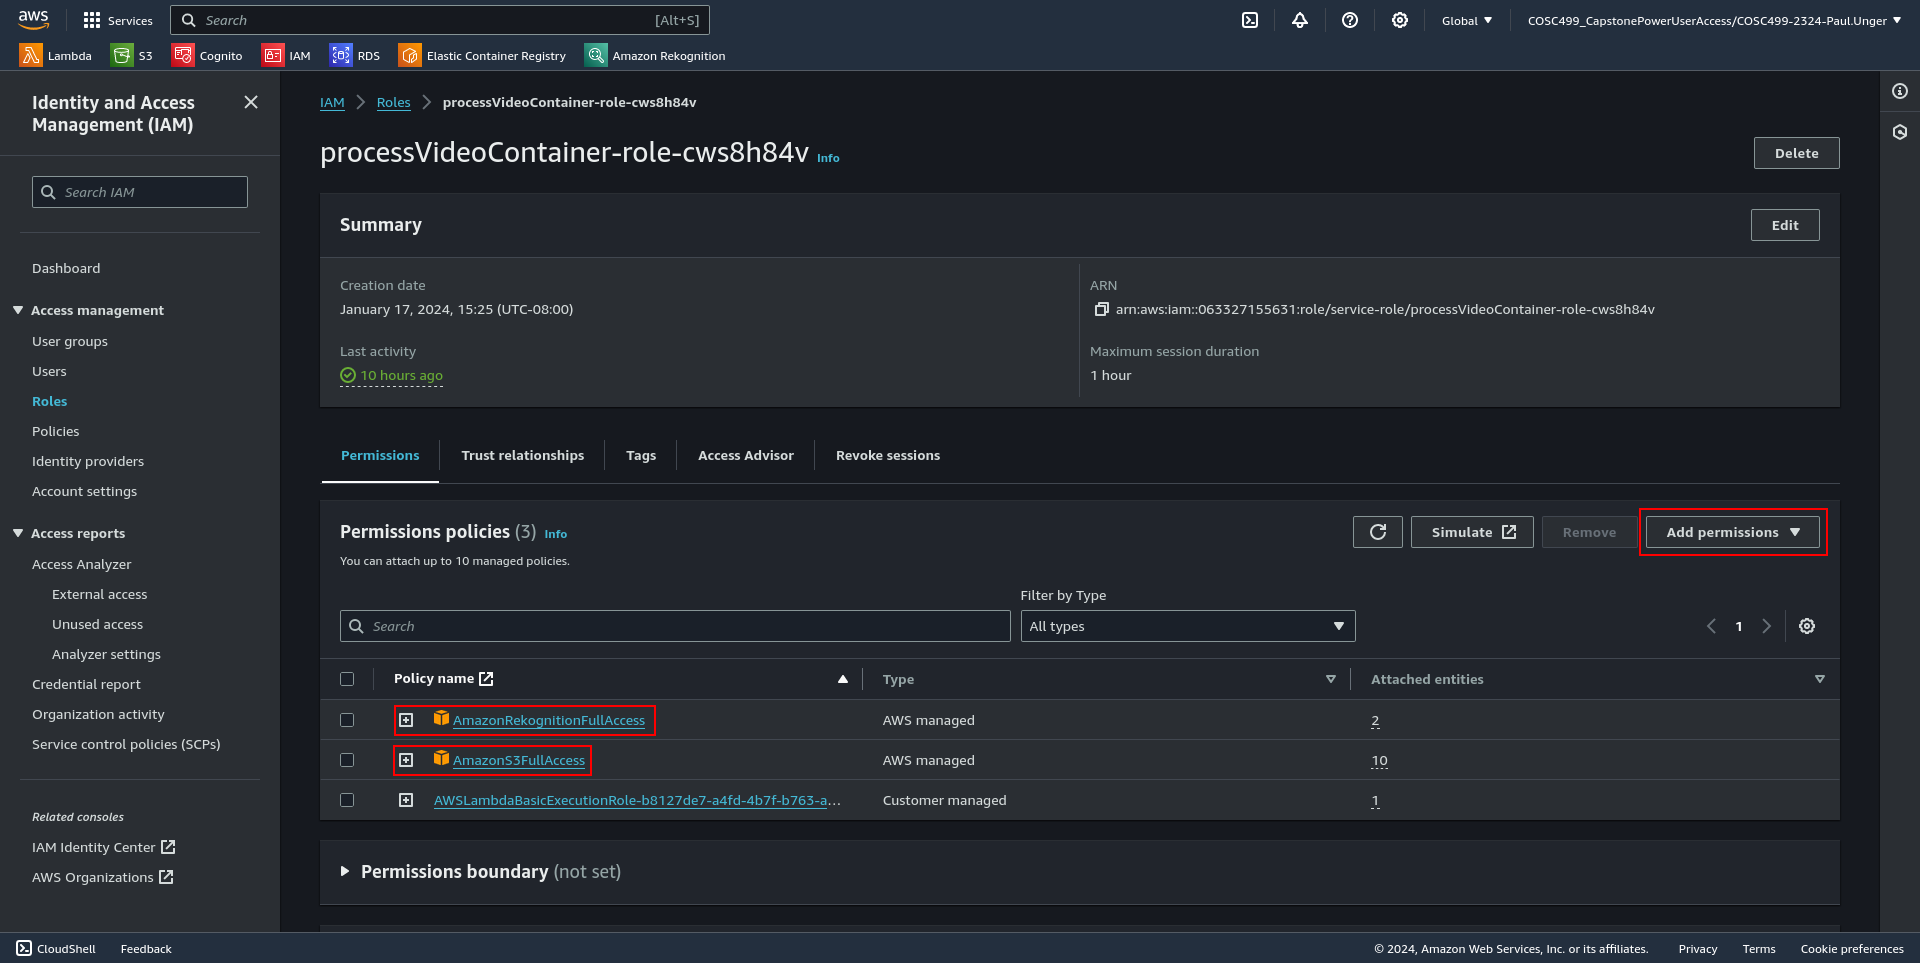 aws
Services
Search
[Alt+S]
Global
COSC499_CapstonePowerUserAccess/COSC499-2324-Paul.Unger
Lambda
S3
Cognito
IAM
RDS
Elastic Container Registry
Amazon Rekognition
Identity and Access
Management (IAM)
Search IAM
Dashboard
Access management
User groups
Users
Roles
Policies
Identity providers
Account settings
Access reports
Access Analyzer
External access
Unused access
Analyzer settings
Credential report
Organization activity
Service control policies (SCPs)
Related consoles
IAM Identity Center
AWS Organizations
IAM
Roles
processVideoContainer-role-cws8h84v
processVideoContainer-role-cws8h84v Info
Delete
Summary
Edit
Creation date
January 17, 2024, 15:25 (UTC-08:00)
ARN
arn:aws:iam::063327155631:role/service-role/processVideoContainer-role-cws8h84v
Last activity
10 hours ago
Maximum session duration
1 hour
Permissions
Trust relationships
Tags
Access Advisor
Revoke sessions
Permissions policies (3) Info
You can attach up to 10 managed policies.
Simulate
Remove
Add permissions
Filter by Type
Search
All types
1
Policy name
Type
Attached entities
AmazonRekognitionFullAccess
AWS managed
2
AmazonS3FullAccess
AWS managed
10
AWSLambdaBasicExecutionRole-b8127de7-a4fd-4b7f-b763-a...
Customer managed
1
Permissions boundary (not set)
CloudShell
Feedback
© 2024, Amazon Web Services, Inc. or its affiliates.
Privacy
Terms
Cookie preferences